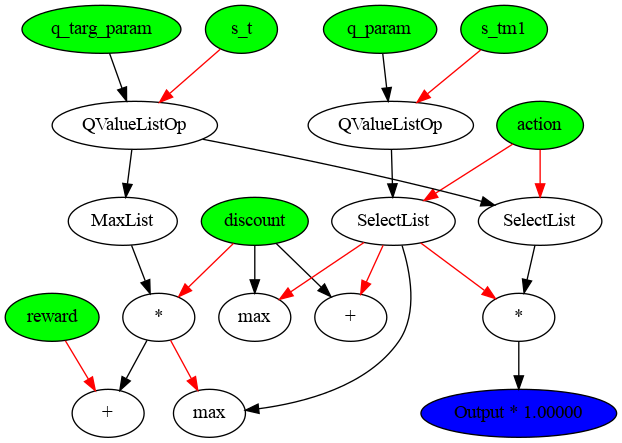 q_targ_param
s_t
q_param
s_tm1
QValueListOp
QValueListOp
action
MaxList
discount
SelectList
SelectList
reward
*
max
+
*
+
max
Output * 1.00000